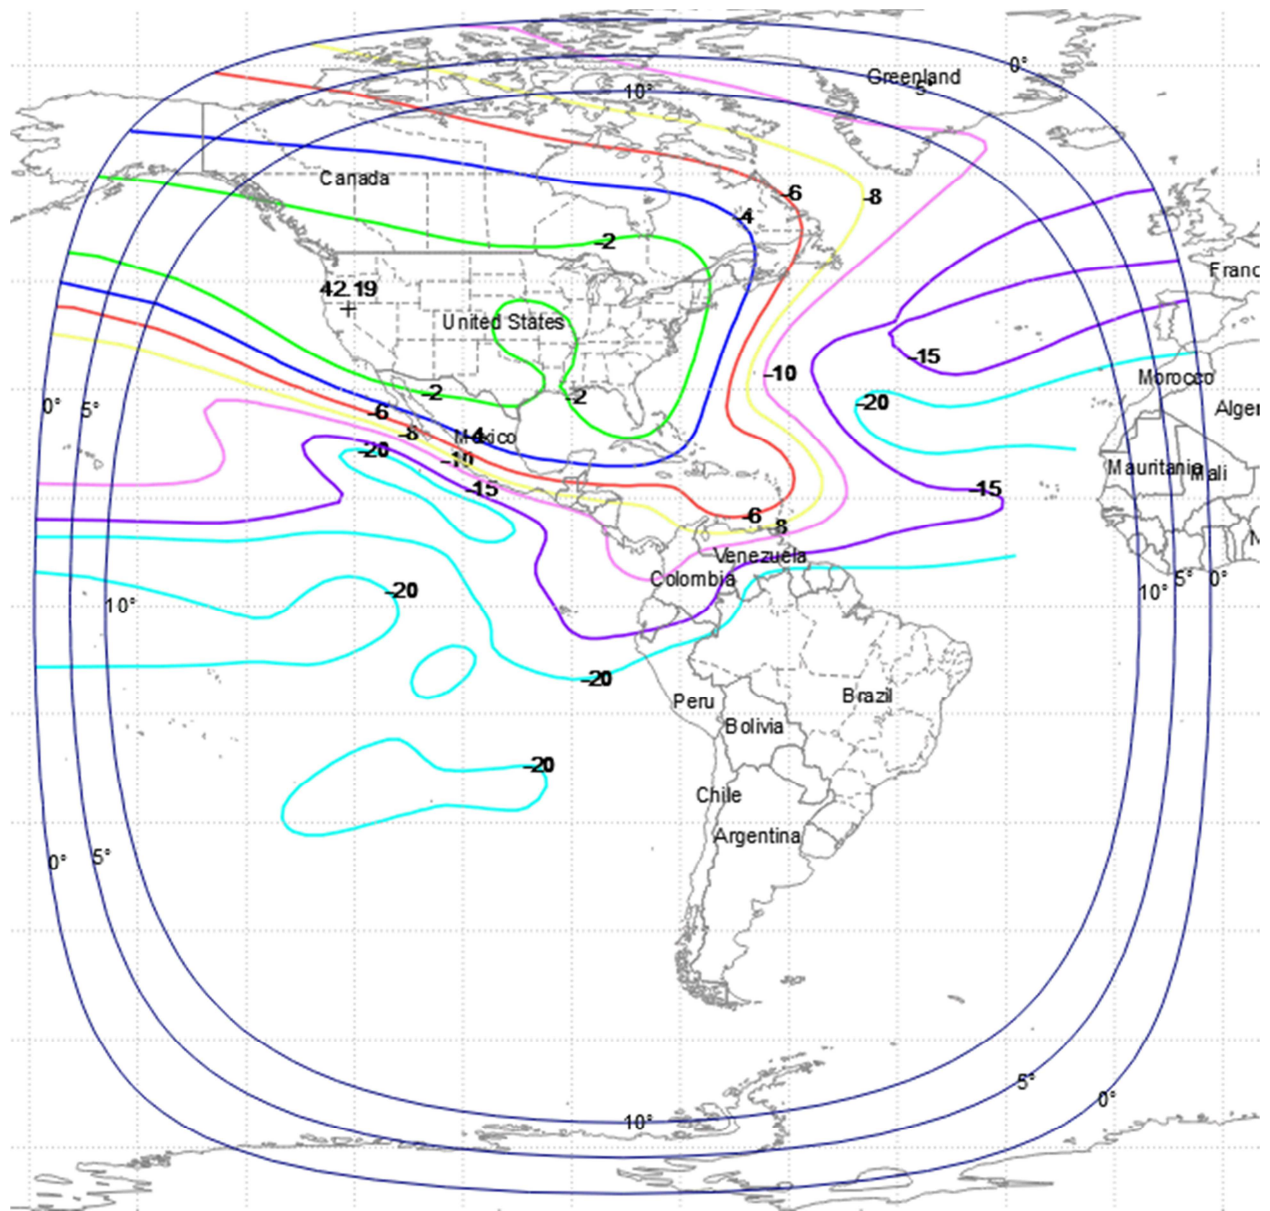 0°
Greenland
5°
10°
Canada
-6
-8
-4
-2
42.19
Franc
United States
-15
-10
Morocco
-2
-2
-20
0°
5°
-6
Alger
-8
Mexico
-4
-20
-10
Mauritania
Mali
-15
-15
-6
-8
Venezuela
Colombia
10°
5°
0°
-20
10°
-20
Peru
Brazil
Bolivia
-20
Chile
Argentina
0°
5°
5°
0°
10°